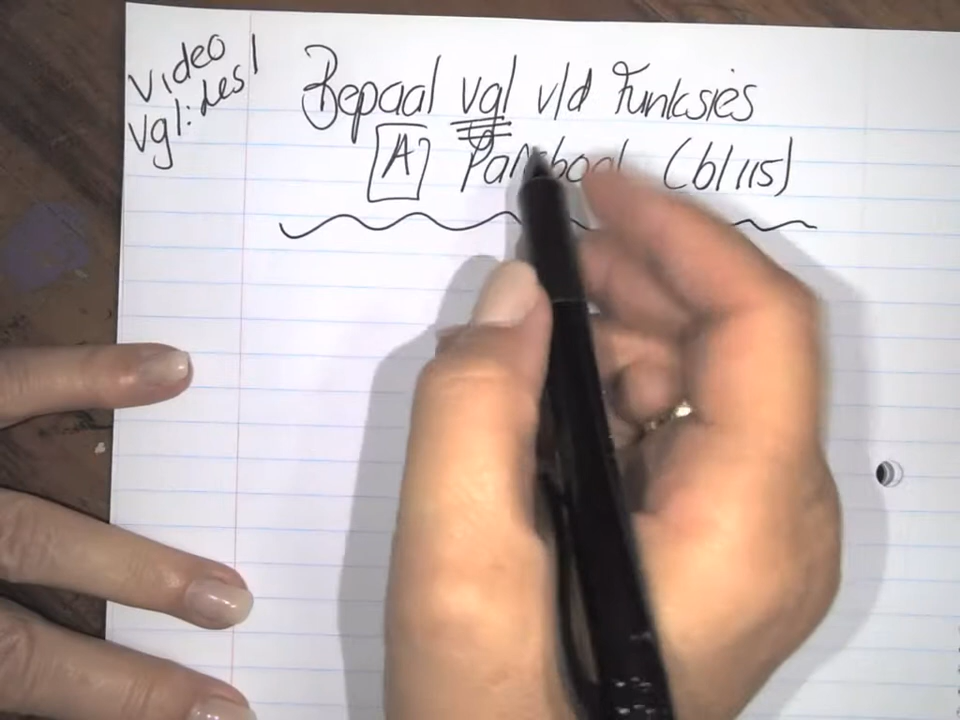 Video
vgl: les 1
Bepaal vgl v/d Funksies
[A] (bl 115)